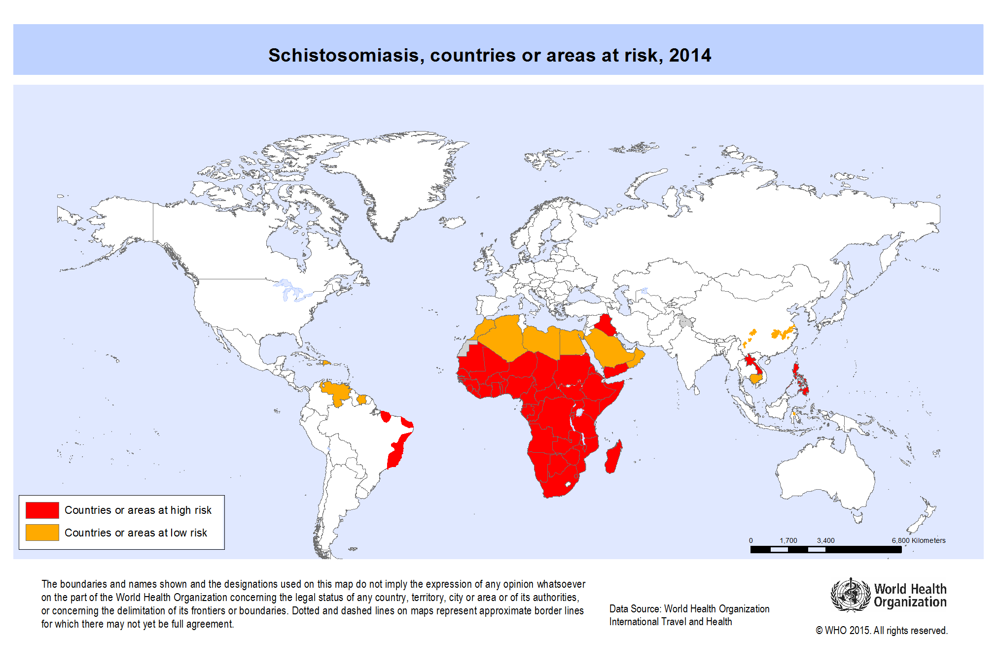 Schistosomiasis, countries or areas at risk, 2014
Countries or areas at high risk
Countries or areas at low risk
0 1,700 3,400 6,800 Kilometers
The boundaries and names shown and the designations used on this map do not imply the expression of any opinion whatsoever
on the part of the World Health Organization concerning the legal status of any country, territory, city or area or of its authorities,
or concerning the delimitation of its frontiers or boundaries. Dotted and dashed lines on maps represent approximate border lines
for which there may not yet be full agreement.
Data Source: World Health Organization
International Travel and Health
World Health
Organization
© WHO 2015. All rights reserved.